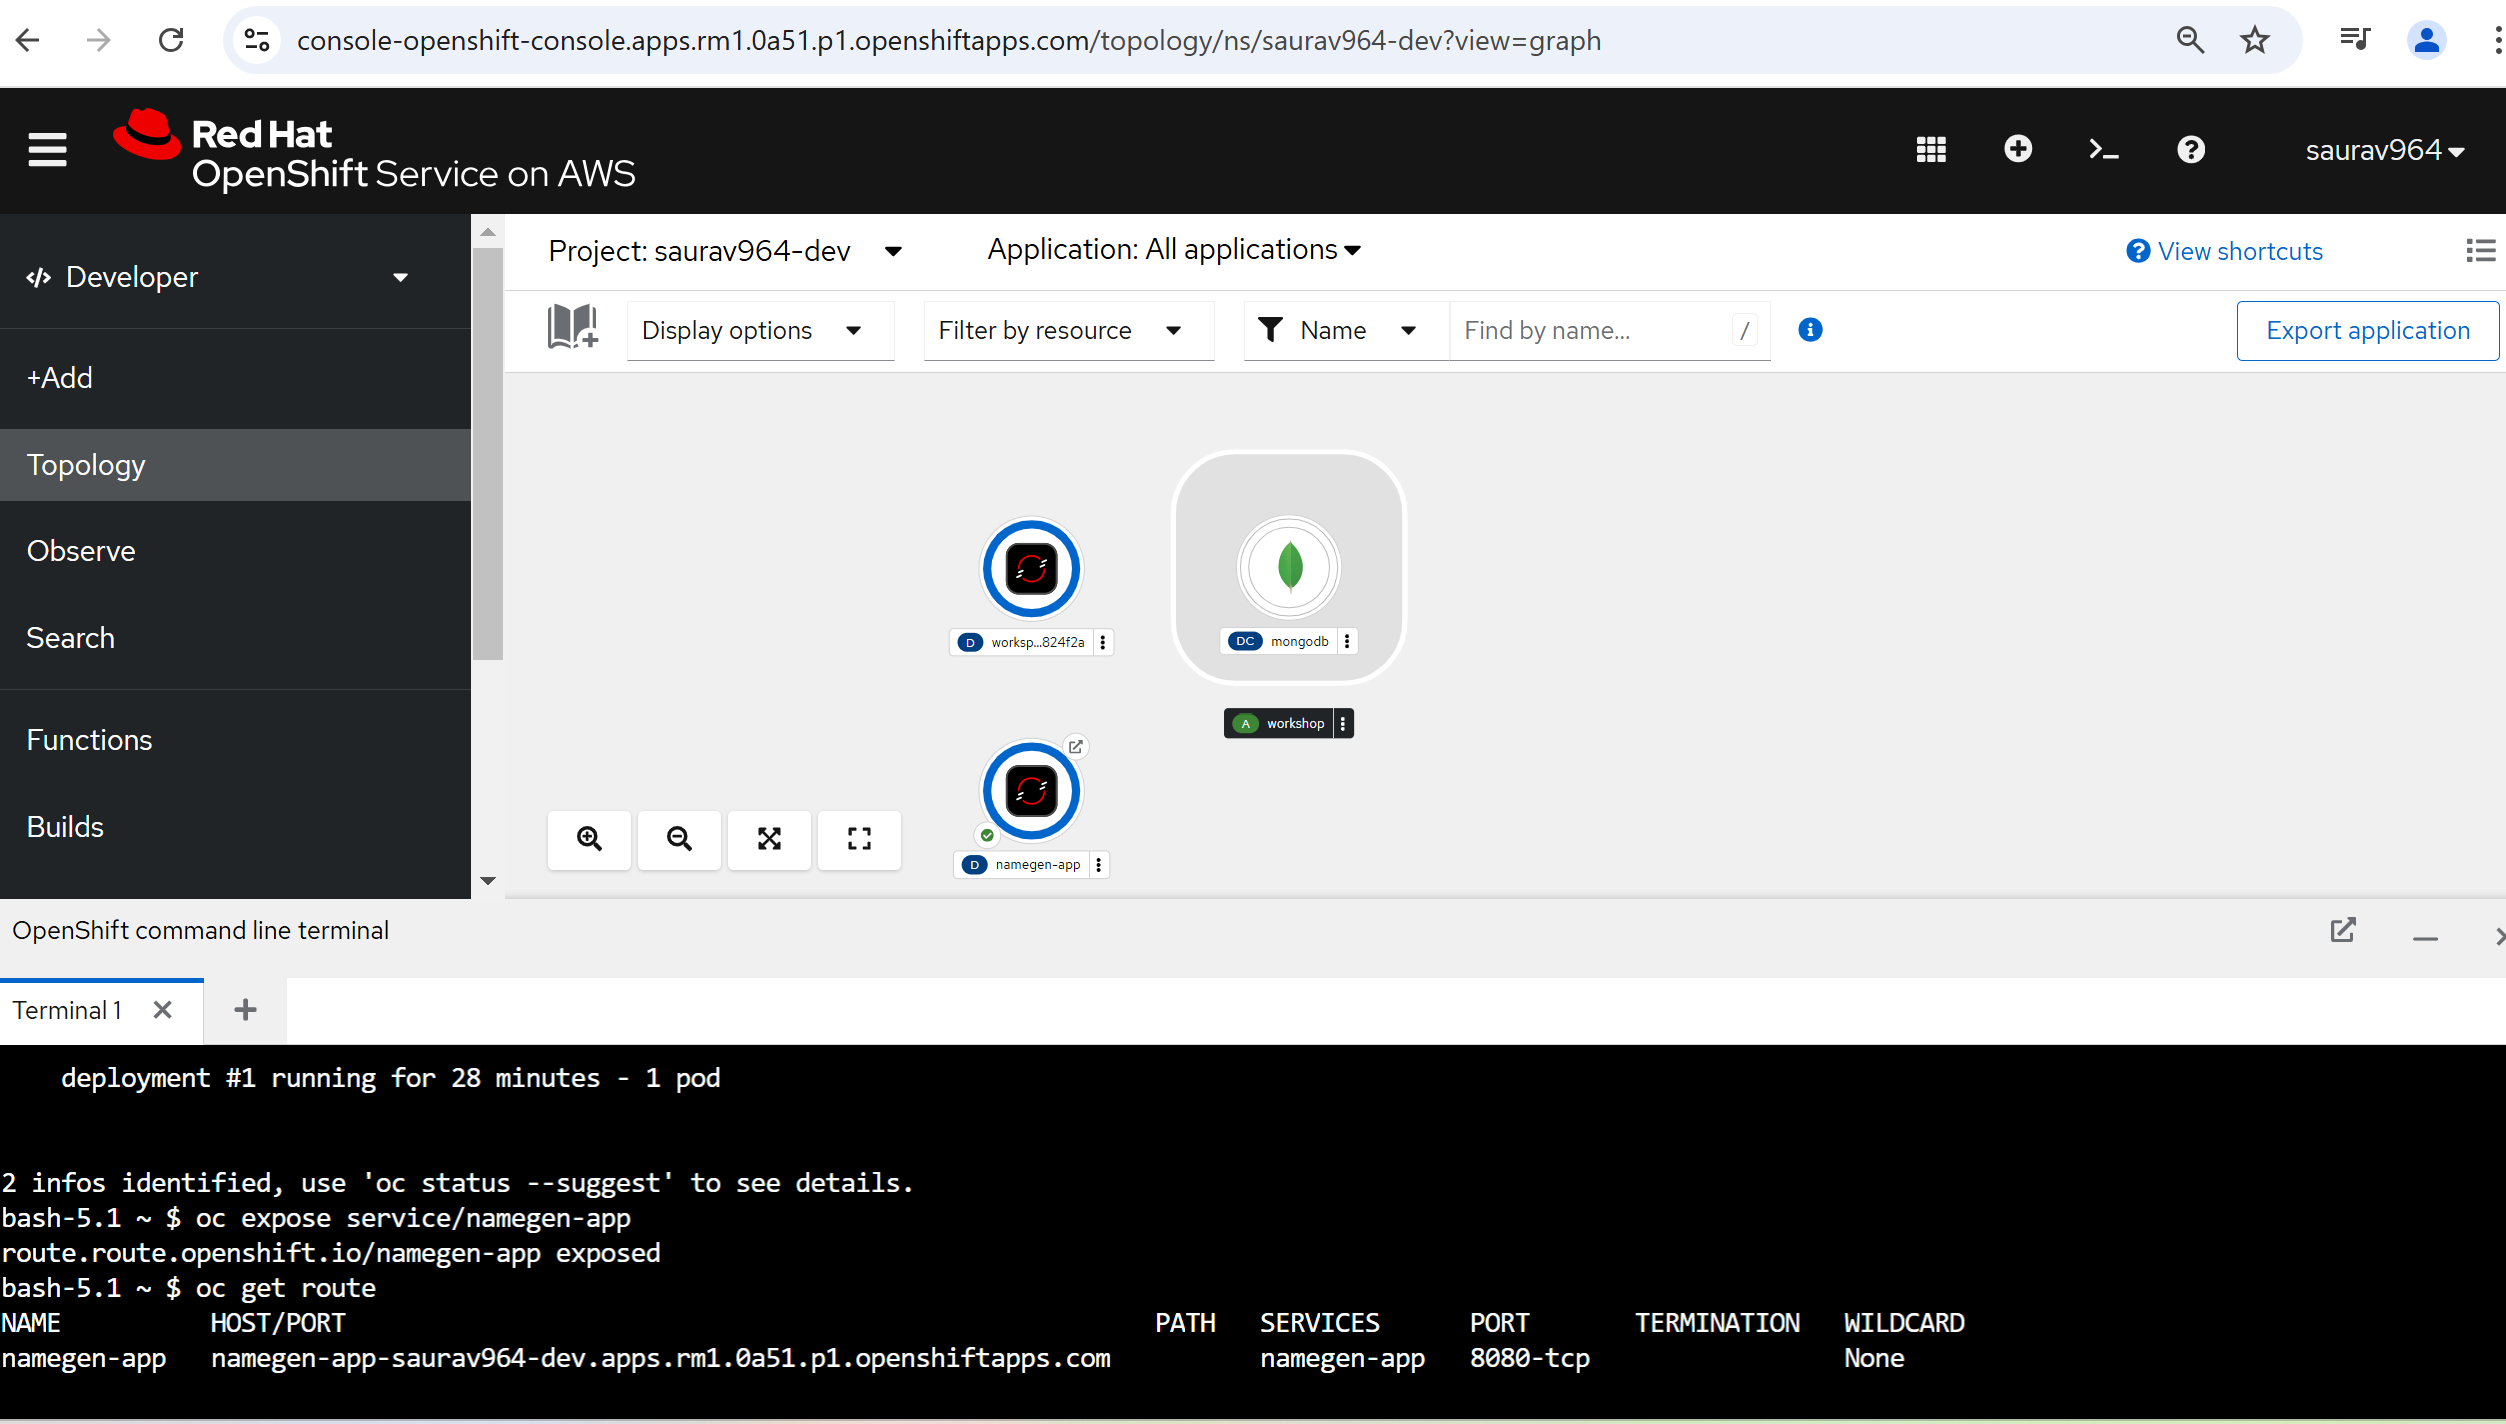 console-openshift-console.apps.rm1.0a51.p1.openshiftapps.com/topology/ns/saurav964-dev?view=graph
Red Hat
OpenShift Service on AWS
saurav964
Developer
+Add
Topology
Observe
Search
Functions
Builds
Project: saurav964-dev
Application: All applications
View shortcuts
Display options
Filter by resource
Name
Find by name...
/
Export application
D worksp...824f2a
DC mongodb
A workshop
D namegen-app
OpenShift command line terminal
Terminal 1
deployment #1 running for 28 minutes - 1 pod
2 infos identified, use 'oc status --suggest' to see details.
bash-5.1 ~ $ oc expose service/namegen-app
route.route.openshift.io/namegen-app exposed
bash-5.1 ~ $ oc get route
NAME HOST/PORT PATH SERVICES PORT TERMINATION WILDCARD
namegen-app namegen-app-saurav964-dev.apps.rm1.0a51.p1.openshiftapps.com namegen-app 8080-tcp None